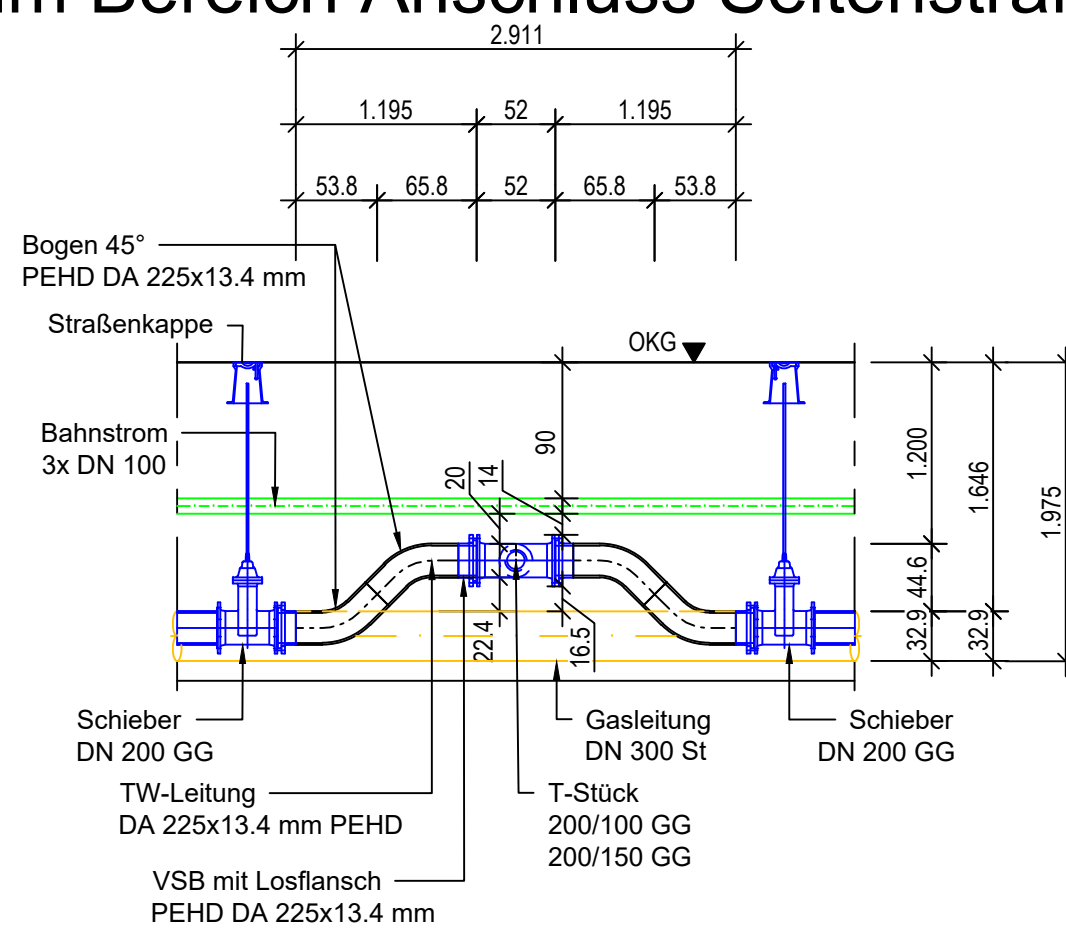 im Bereich Anschluss Seitenstraß
2.911
1.195 52 1.195
53.8 65.8 52 65.8 53.8
Bogen 45°
PEHD DA 225x13.4 mm
Straßenkappe
OKG
Bahnstrom
3x DN 100
90
20
14
1.200
1.646
1.975
44.6
32.9
32.9
22.4
16.5
Schieber
DN 200 GG
Gasleitung
DN 300 St
Schieber
DN 200 GG
TW-Leitung
DA 225x13.4 mm PEHD
T-Stück
200/100 GG
200/150 GG
VSB mit Losflansch
PEHD DA 225x13.4 mm